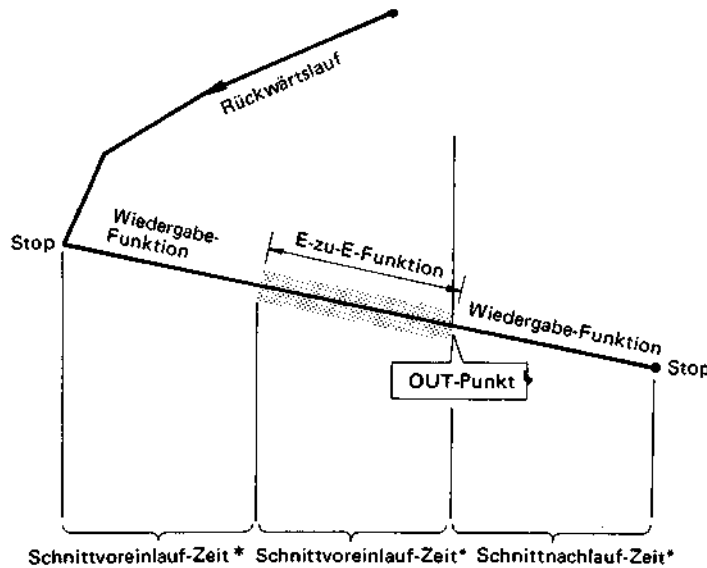 Rückwärtslauf
Wiedergabe-
Funktion
Stop
E-zu-E-Funktion
Wiedergabe-Funktion
Stop
OUT-Punkt
Schnittvoreinlauf-Zeit* Schnittvoreinlauf-Zeit* Schnittnachlauf-Zeit*